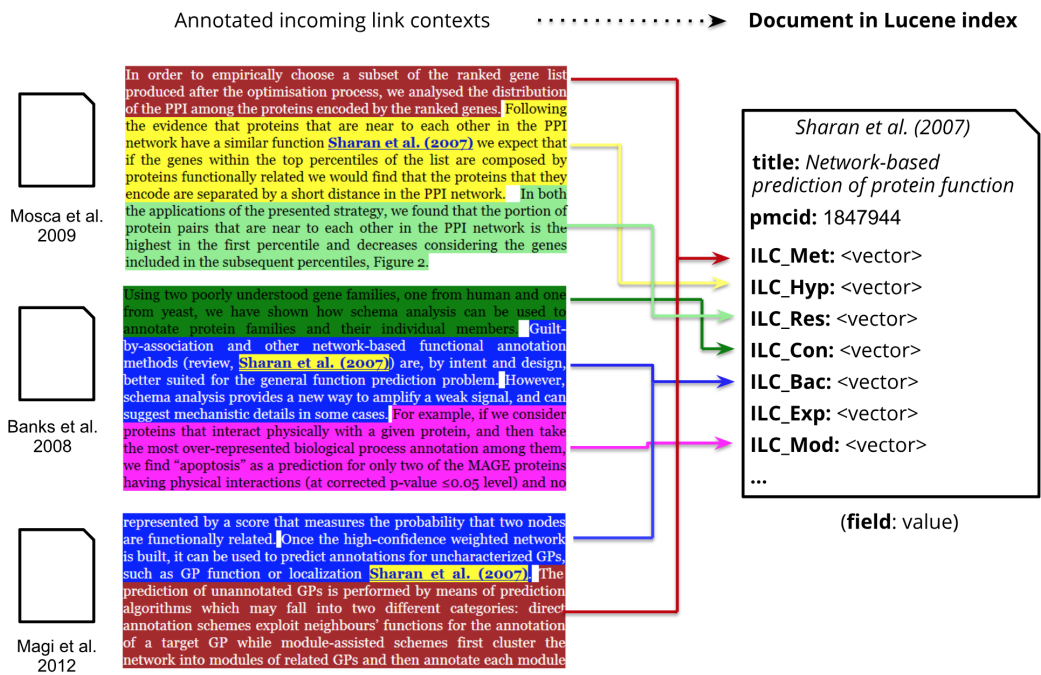 Annotated incoming link contexts
Document in Lucene index
Mosca et al.
2009
In order to empirically choose a subset of the ranked gene list
produced after the optimisation process, we analysed the distribution
of the PPI among the proteins encoded by the ranked genes. Following
the evidence that proteins that are near to each other in the PPI
network have a similar function Sharan et al. (2007) we expect that
if the genes within the top percentiles of the list are composed by
proteins functionally related we would find that the proteins that they
encode are separated by a short distance in the PPI network. In both
the applications of the presented strategy, we found that the portion of
protein pairs that are near to each other in the PPI network is the
highest in the first percentile and decreases considering the genes
included in the subsequent percentiles, Figure 2.
Banks et al.
2008
Using two poorly understood gene families, one from human and one
from yeast, we have shown how schema analysis can be used to
annotate protein families and their individual members. Guilt-
by-association and other network-based functional annotation
methods (review, Sharan et al. (2007)) are, by intent and design,
better suited for the general function prediction problem. However,
schema analysis provides a new way to amplify a weak signal, and can
suggest mechanistic details in some cases. For example, if we consider
proteins that interact physically with a given protein, and then take
the most over-represented biological process annotation among them,
we find “apoptosis” as a prediction for only two of the MAGE proteins
having physical interactions (at corrected p-value ≤0.05 level) and no
Magi et al.
2012
represented by a score that measures the probability that two nodes
are functionally related. Once the high-confidence weighted network
is built, it can be used to predict annotations for uncharacterized GPs,
such as GP function or localization Sharan et al. (2007). The
prediction of unannotated GPs is performed by means of prediction
algorithms which may fall into two different categories: direct
annotation schemes exploit neighbours’ functions for the annotation
of a target GP while module-assisted schemes first cluster the
network into modules of related GPs and then annotate each module
Sharan et al. (2007)
title: Network-based
prediction of protein function
pmcid: 1847944
ILC_Met: <vector>
ILC_Hyp: <vector>
ILC_Res: <vector>
ILC_Con: <vector>
ILC_Bac: <vector>
ILC_Exp: <vector>
ILC_Mod: <vector>
...
(field: value)